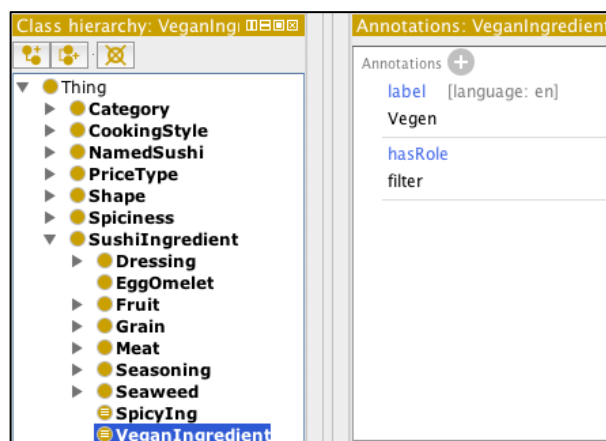 Class hierarchy: VeganIngr
Thing
Category
CookingStyle
NamedSushi
PriceType
Shape
Spiciness
SushiIngredient
Dressing
EggOmelet
Fruit
Grain
Meat
Seasoning
Seaweed
SpicyIng
VeganIngredient
Annotations: VeganIngredient
Annotations
label [language: en]
Vegen
hasRole
filter